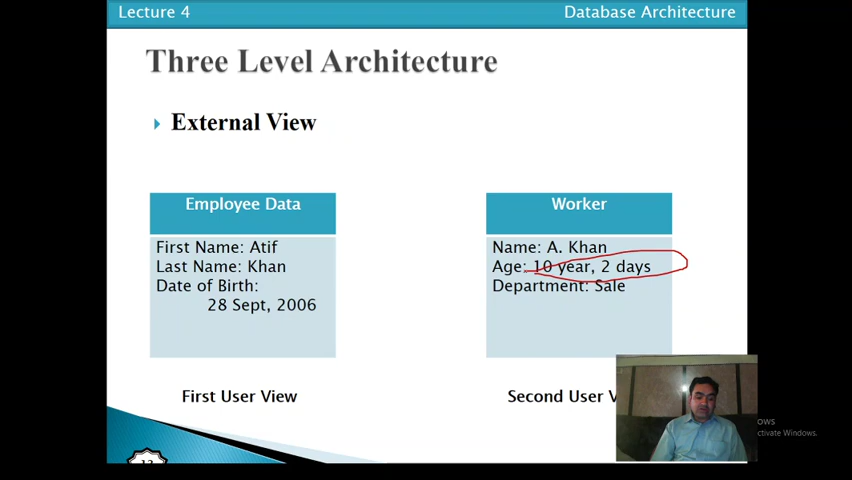 Lecture 4
Database Architecture
Three Level Architecture
External View
Employee Data
First Name: Atif
Last Name: Khan
Date of Birth:
28 Sept, 2006
First User View
Worker
Name: A. Khan
Age: 10 year, 2 days
Department: Sale
Second User